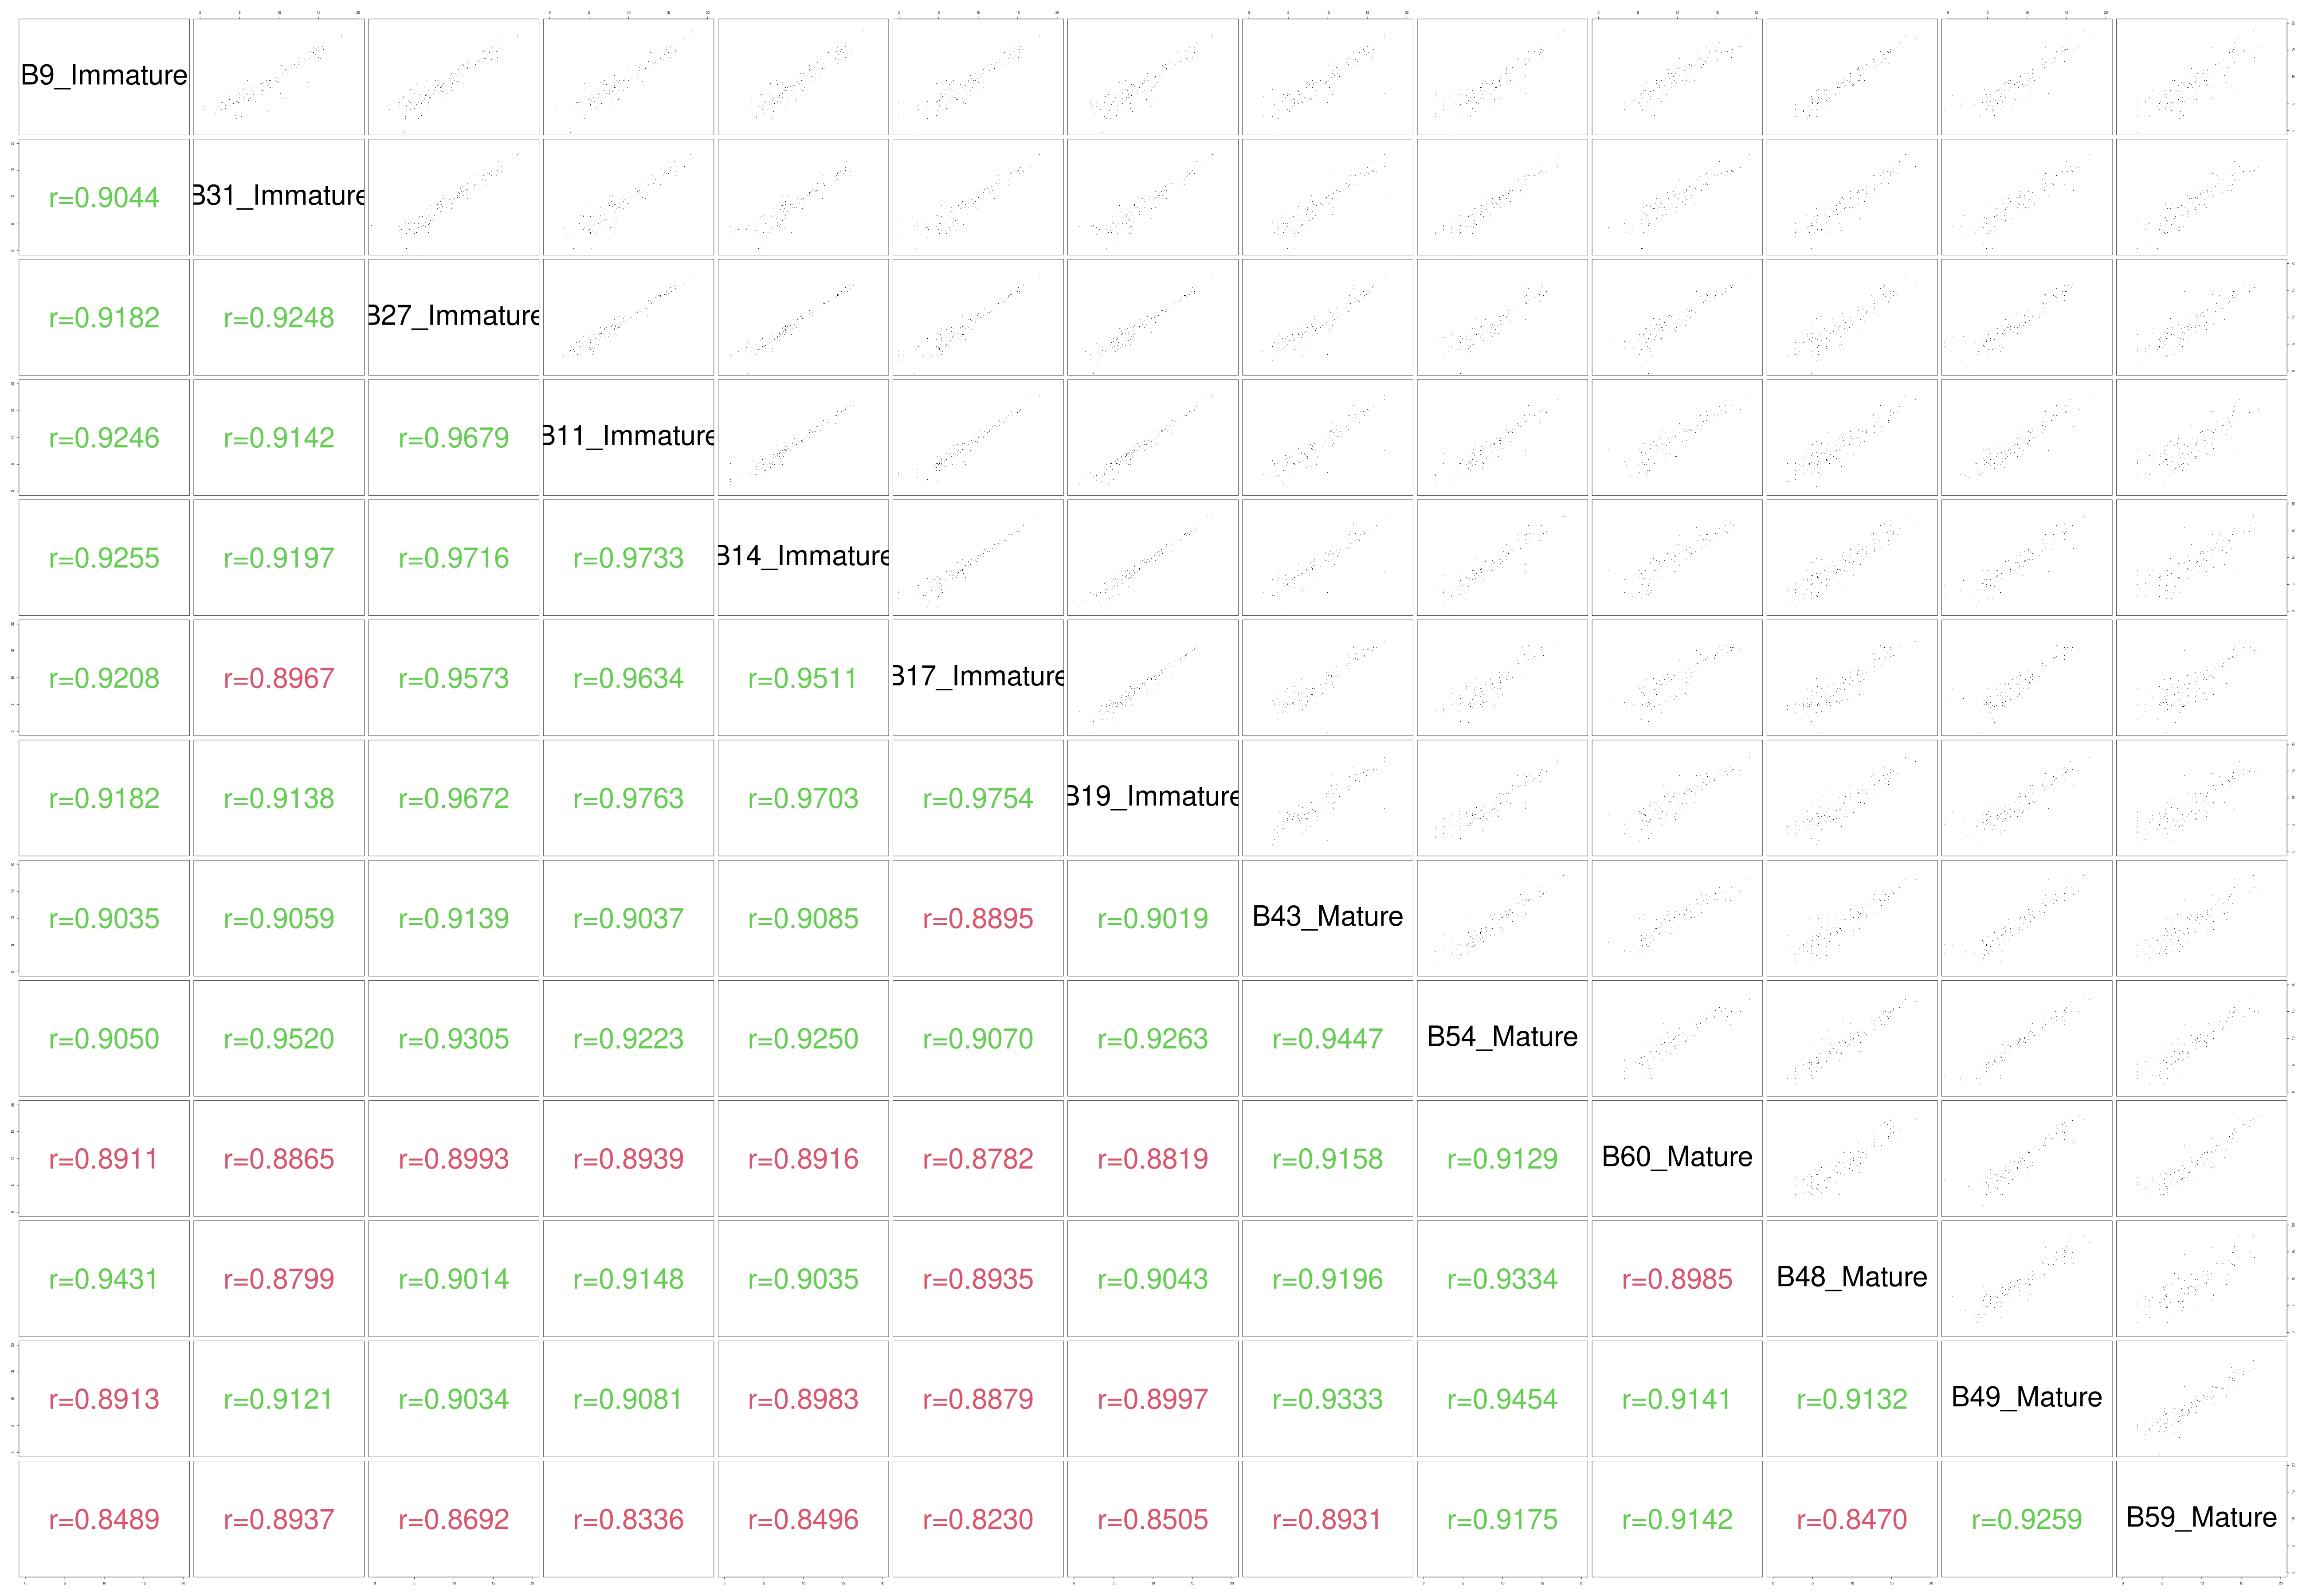 B9_Immature
r=0.9044 B31_Immature
r=0.9182 r=0.9248 B27_Immature
r=0.9246 r=0.9142 r=0.9679 B11_Immature
r=0.9255 r=0.9197 r=0.9716 r=0.9733 B14_Immature
r=0.9208 r=0.8967 r=0.9573 r=0.9634 r=0.9511 B17_Immature
r=0.9182 r=0.9138 r=0.9672 r=0.9763 r=0.9703 r=0.9754 B19_Immature
r=0.9035 r=0.9059 r=0.9139 r=0.9037 r=0.9085 r=0.8895 r=0.9019 B43_Mature
r=0.9050 r=0.9520 r=0.9305 r=0.9223 r=0.9250 r=0.9070 r=0.9263 r=0.9447 B54_Mature
r=0.8911 r=0.8865 r=0.8993 r=0.8939 r=0.8916 r=0.8782 r=0.8819 r=0.9158 r=0.9129 B60_Mature
r=0.9431 r=0.8799 r=0.9014 r=0.9148 r=0.9035 r=0.8935 r=0.9043 r=0.9196 r=0.9334 r=0.8985 B48_Mature
r=0.8913 r=0.9121 r=0.9034 r=0.9081 r=0.8983 r=0.8879 r=0.8997 r=0.9333 r=0.9454 r=0.9141 r=0.9132 B49_Mature
r=0.8489 r=0.8937 r=0.8692 r=0.8336 r=0.8496 r=0.8230 r=0.8505 r=0.8931 r=0.9175 r=0.9142 r=0.8470 r=0.9259 B59_Mature